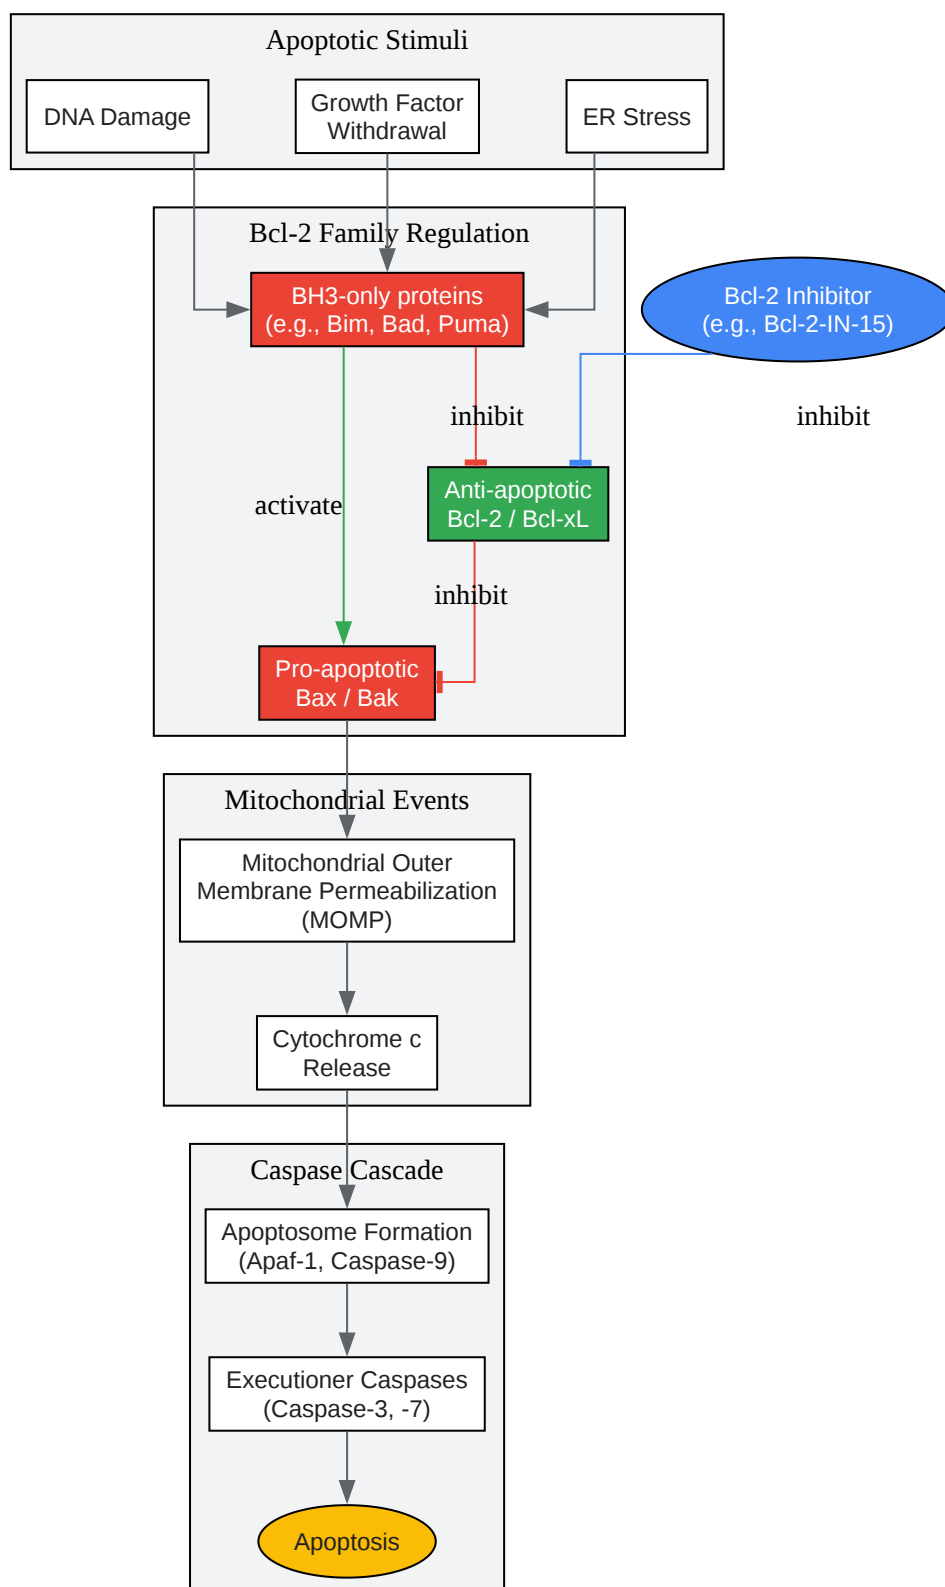 Apoptotic Stimuli
DNA Damage
Growth Factor
Withdrawal
ER Stress
Bcl-2 Family Regulation
BH3-only proteins
(e.g., Bim, Bad, Puma)
Bcl-2 Inhibitor
(e.g., Bcl-2-IN-15)
inhibit
inhibit
activate
Anti-apoptotic
Bcl-2 / Bcl-xL
inhibit
Pro-apoptotic
Bax / Bak
Mitochondrial Events
Mitochondrial Outer
Membrane Permeabilization
(MOMP)
Cytochrome c
Release
Caspase Cascade
Apoptosome Formation
(Apaf-1, Caspase-9)
Executioner Caspases
(Caspase-3, -7)
Apoptosis